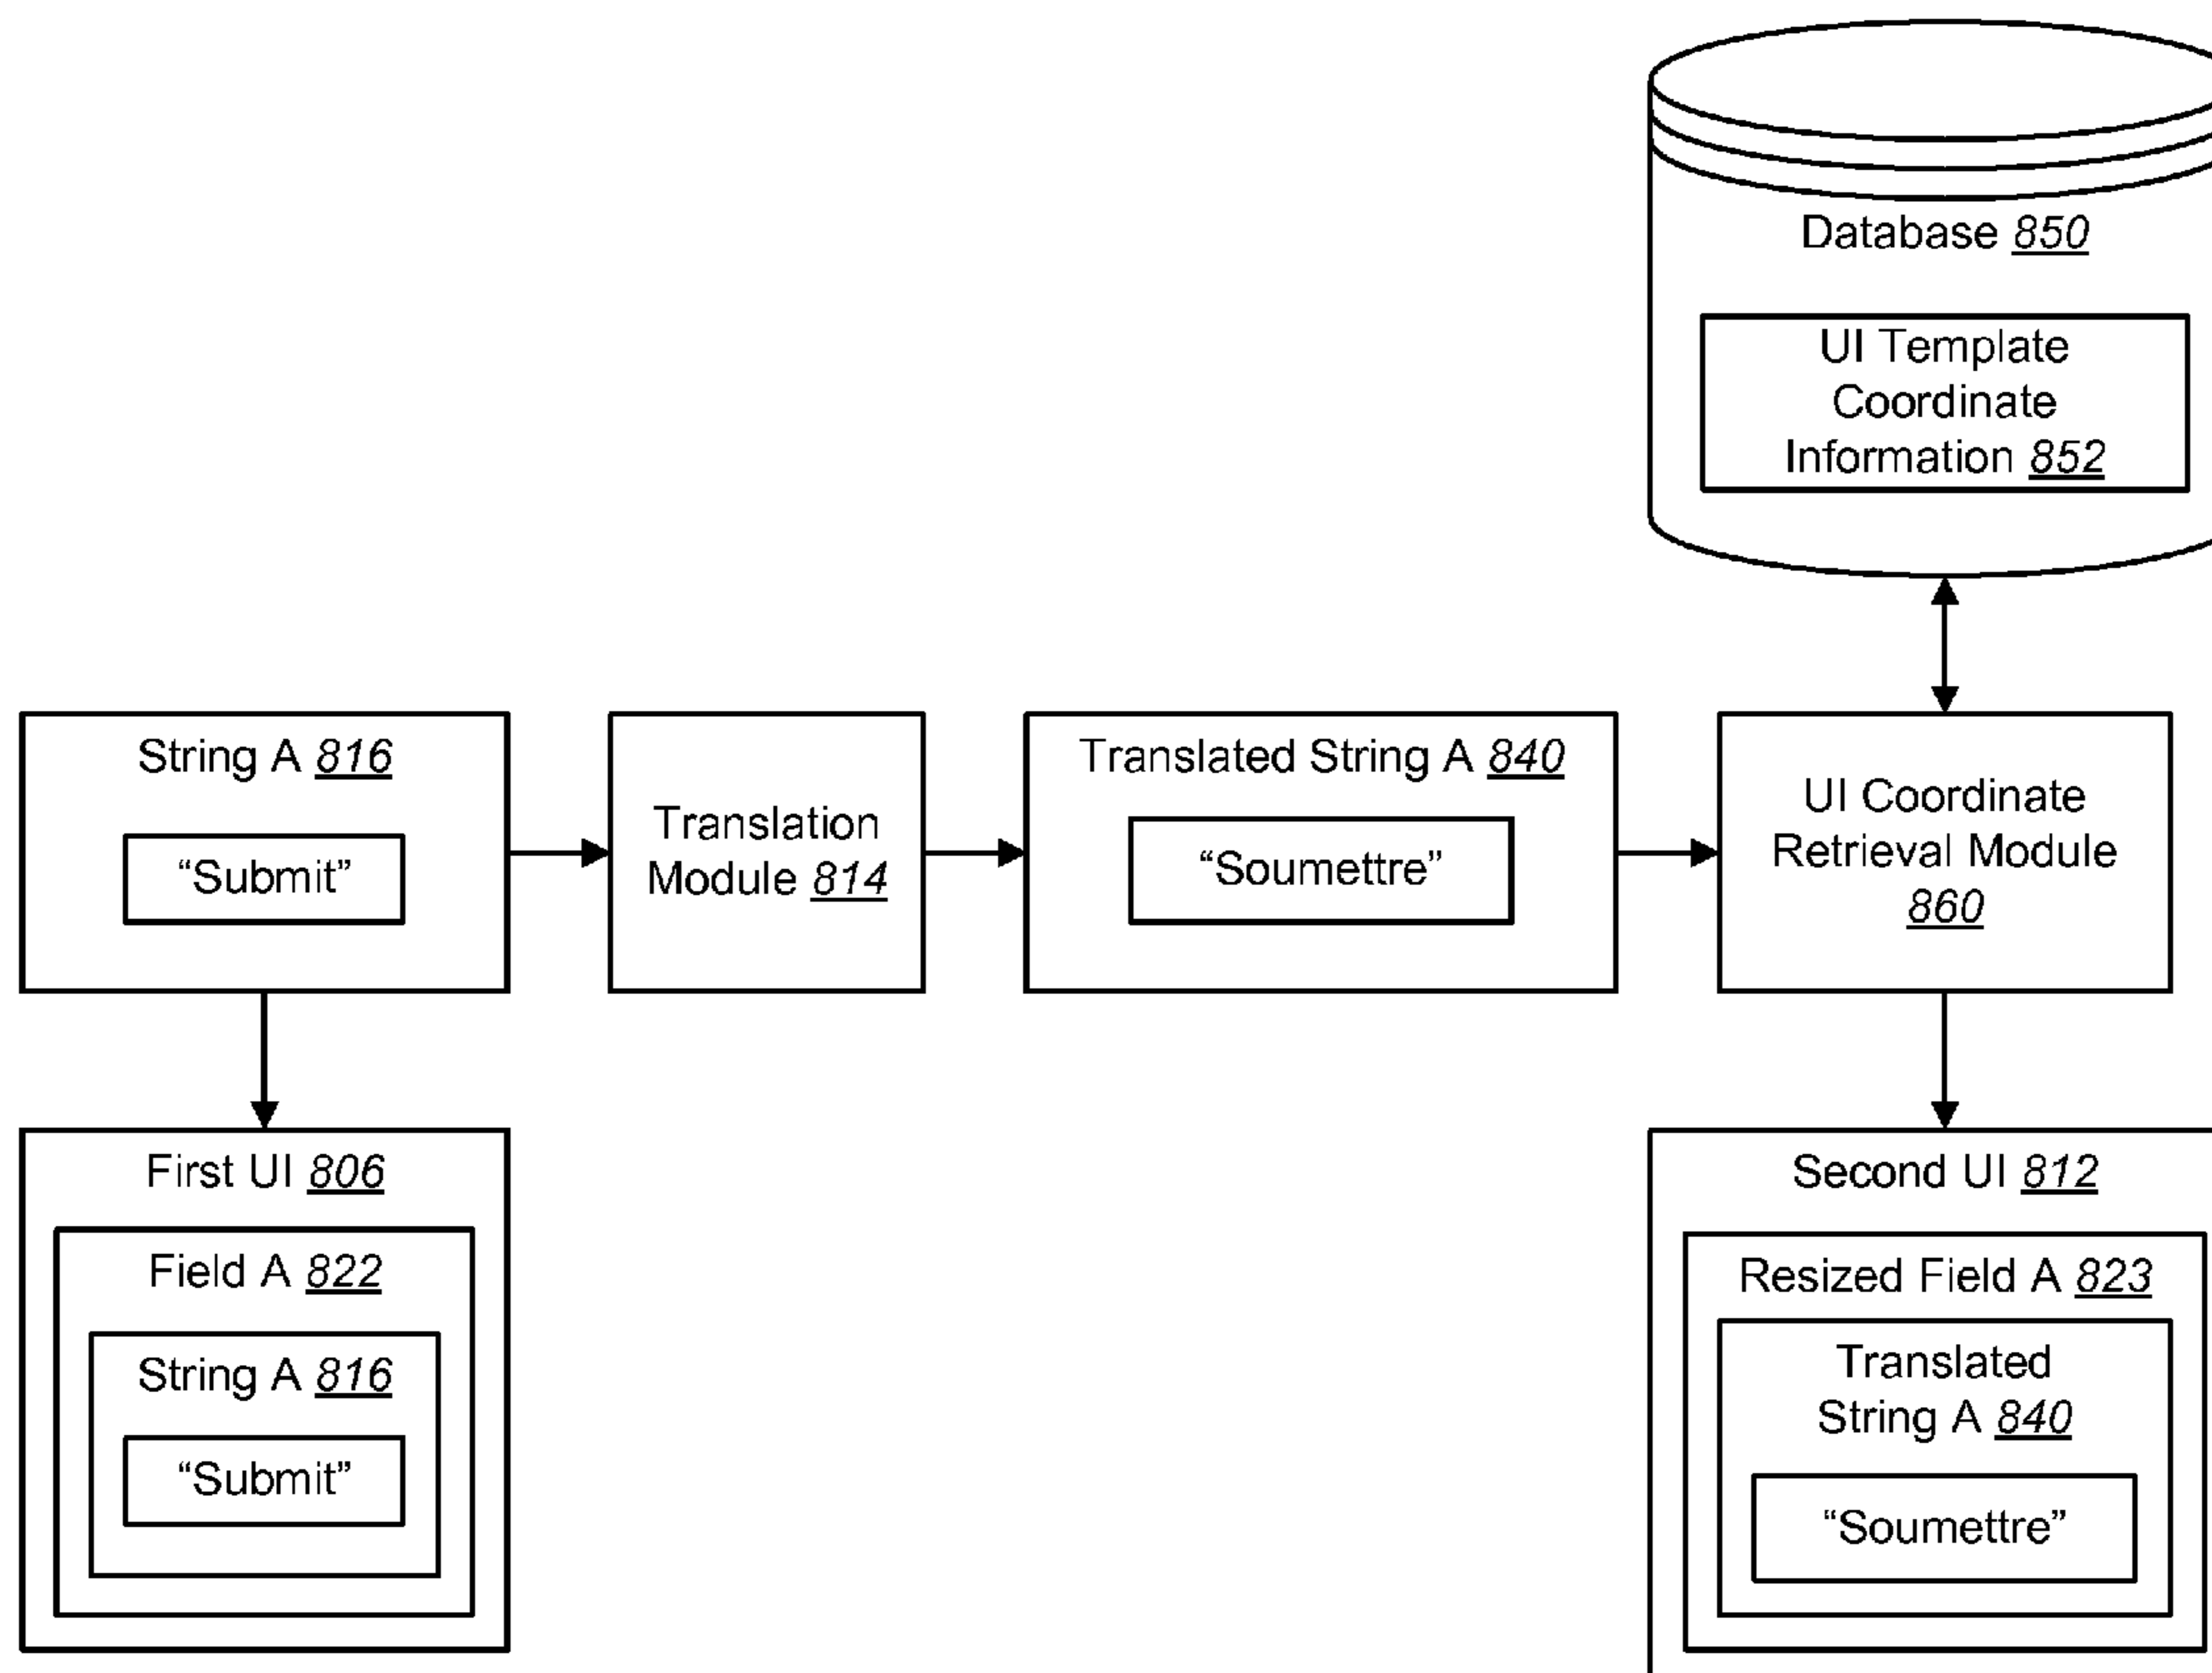 Database 850
UI Template
Coordinate
Information 852
String A 816
“Submit”
Translation
Module 814
Translated String A 840
“Soumettre”
UI Coordinate
Retrieval Module
860
First UI 806
Field A 822
String A 816
“Submit”
Second UI 812
Resized Field A 823
Translated
String A 840
“Soumettre”